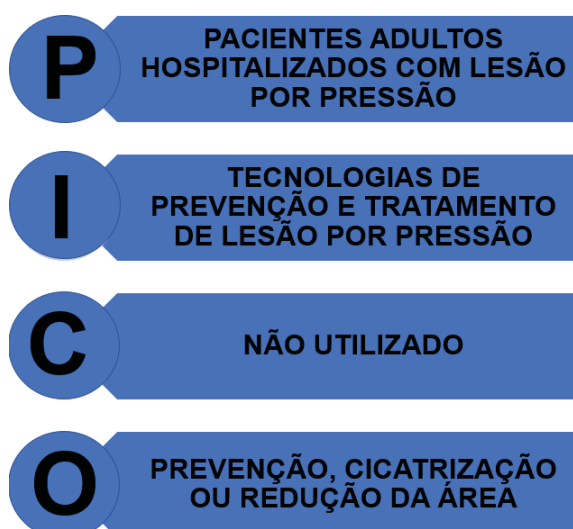 P
PACIENTES ADULTOS
HOSPITALIZADOS COM LESÃO
POR PRESSÃO
I
TECNOLOGIAS DE
PREVENÇÃO E TRATAMENTO
DE LESÃO POR PRESSÃO
C
NÃO UTILIZADO
O
PREVENÇÃO, CICATRIZAÇÃO
OU REDUÇÃO DA ÁREA